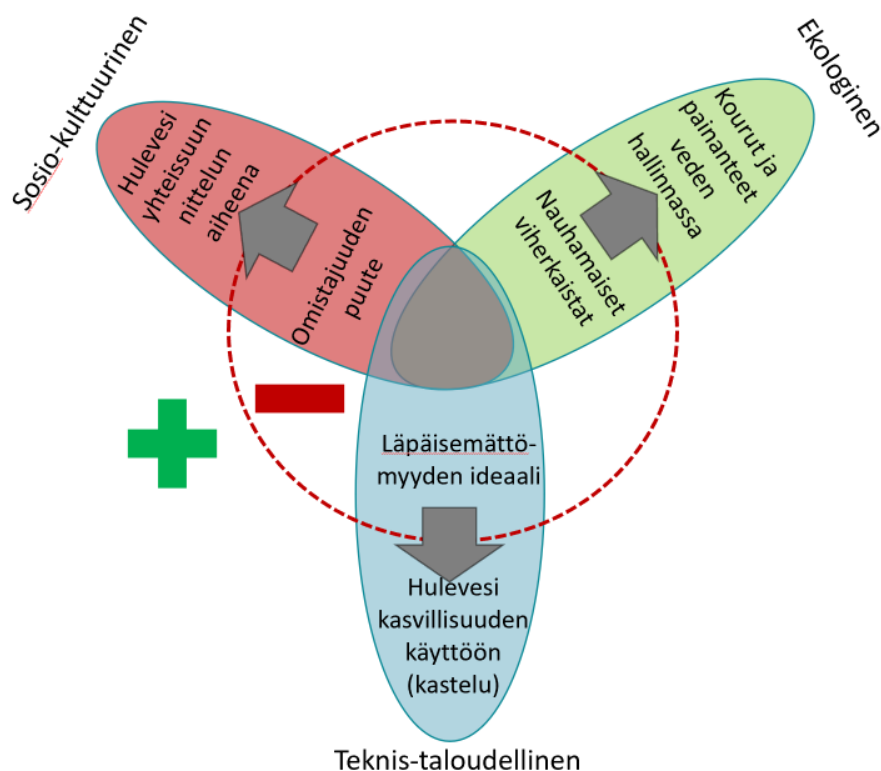 Sosio-kulttuurinen
Hulevesi
yhteissuun
nittelun
aiheena
Omistajuuden
puute
Ekologinen
Kourut ja
painanteet
veden
hallinnassa
Nauhamaiset
viherkaistat
Läpäisemättö-
myyden ideaali
Hulevesi
kasvillisuuden
käyttöön
(kastelu)
Teknis-taloudellinen